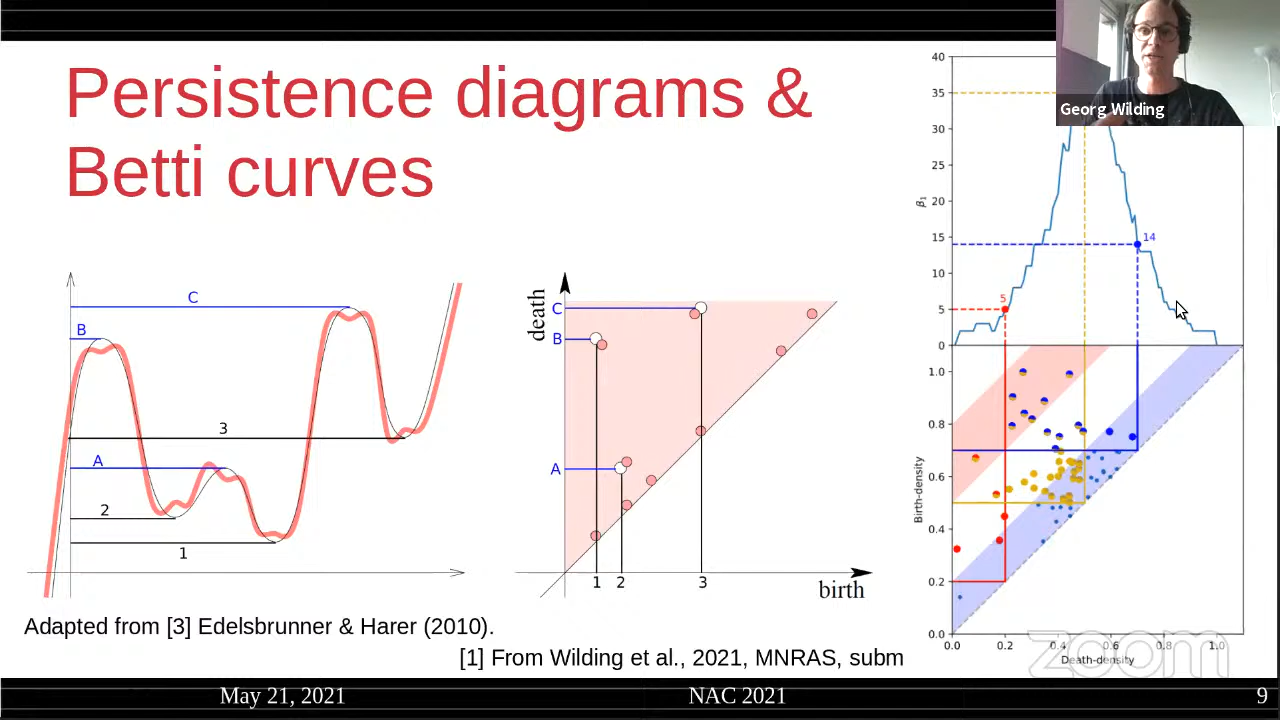 Persistence diagrams &
Betti curves
Georg Wilding
C
B
3
A
2
1
death
C
B
A
1 2 3
birth
40
35
30
25
20
15
10
5
0
β₁
14
5
1.0
0.8
0.6
0.4
0.2
0.0
Birth-density
0.0 0.2 0.4 0.6 0.8 1.0
Death-density
zoom
Adapted from [3] Edelsbrunner & Harer (2010).
[1] From Wilding et al., 2021, MNRAS, subm
May 21, 2021 NAC 2021 9